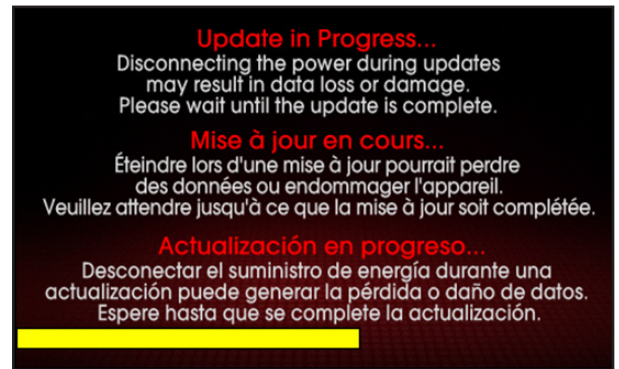 Update in Progress...
Disconnecting the power during updates
may result in data loss or damage.
Please wait until the update is complete.
Mise à jour en cours...
Éteindre lors d'une mise à jour pourrait perdre
des données ou endommager l'appareil.
Veuillez attendre jusqu'à ce que la mise à jour soit complétée.
Actualización en progreso...
Desconectar el suministro de energía durante una
actualización puede generar la pérdida o daño de datos.
Espere hasta que se complete la actualización.